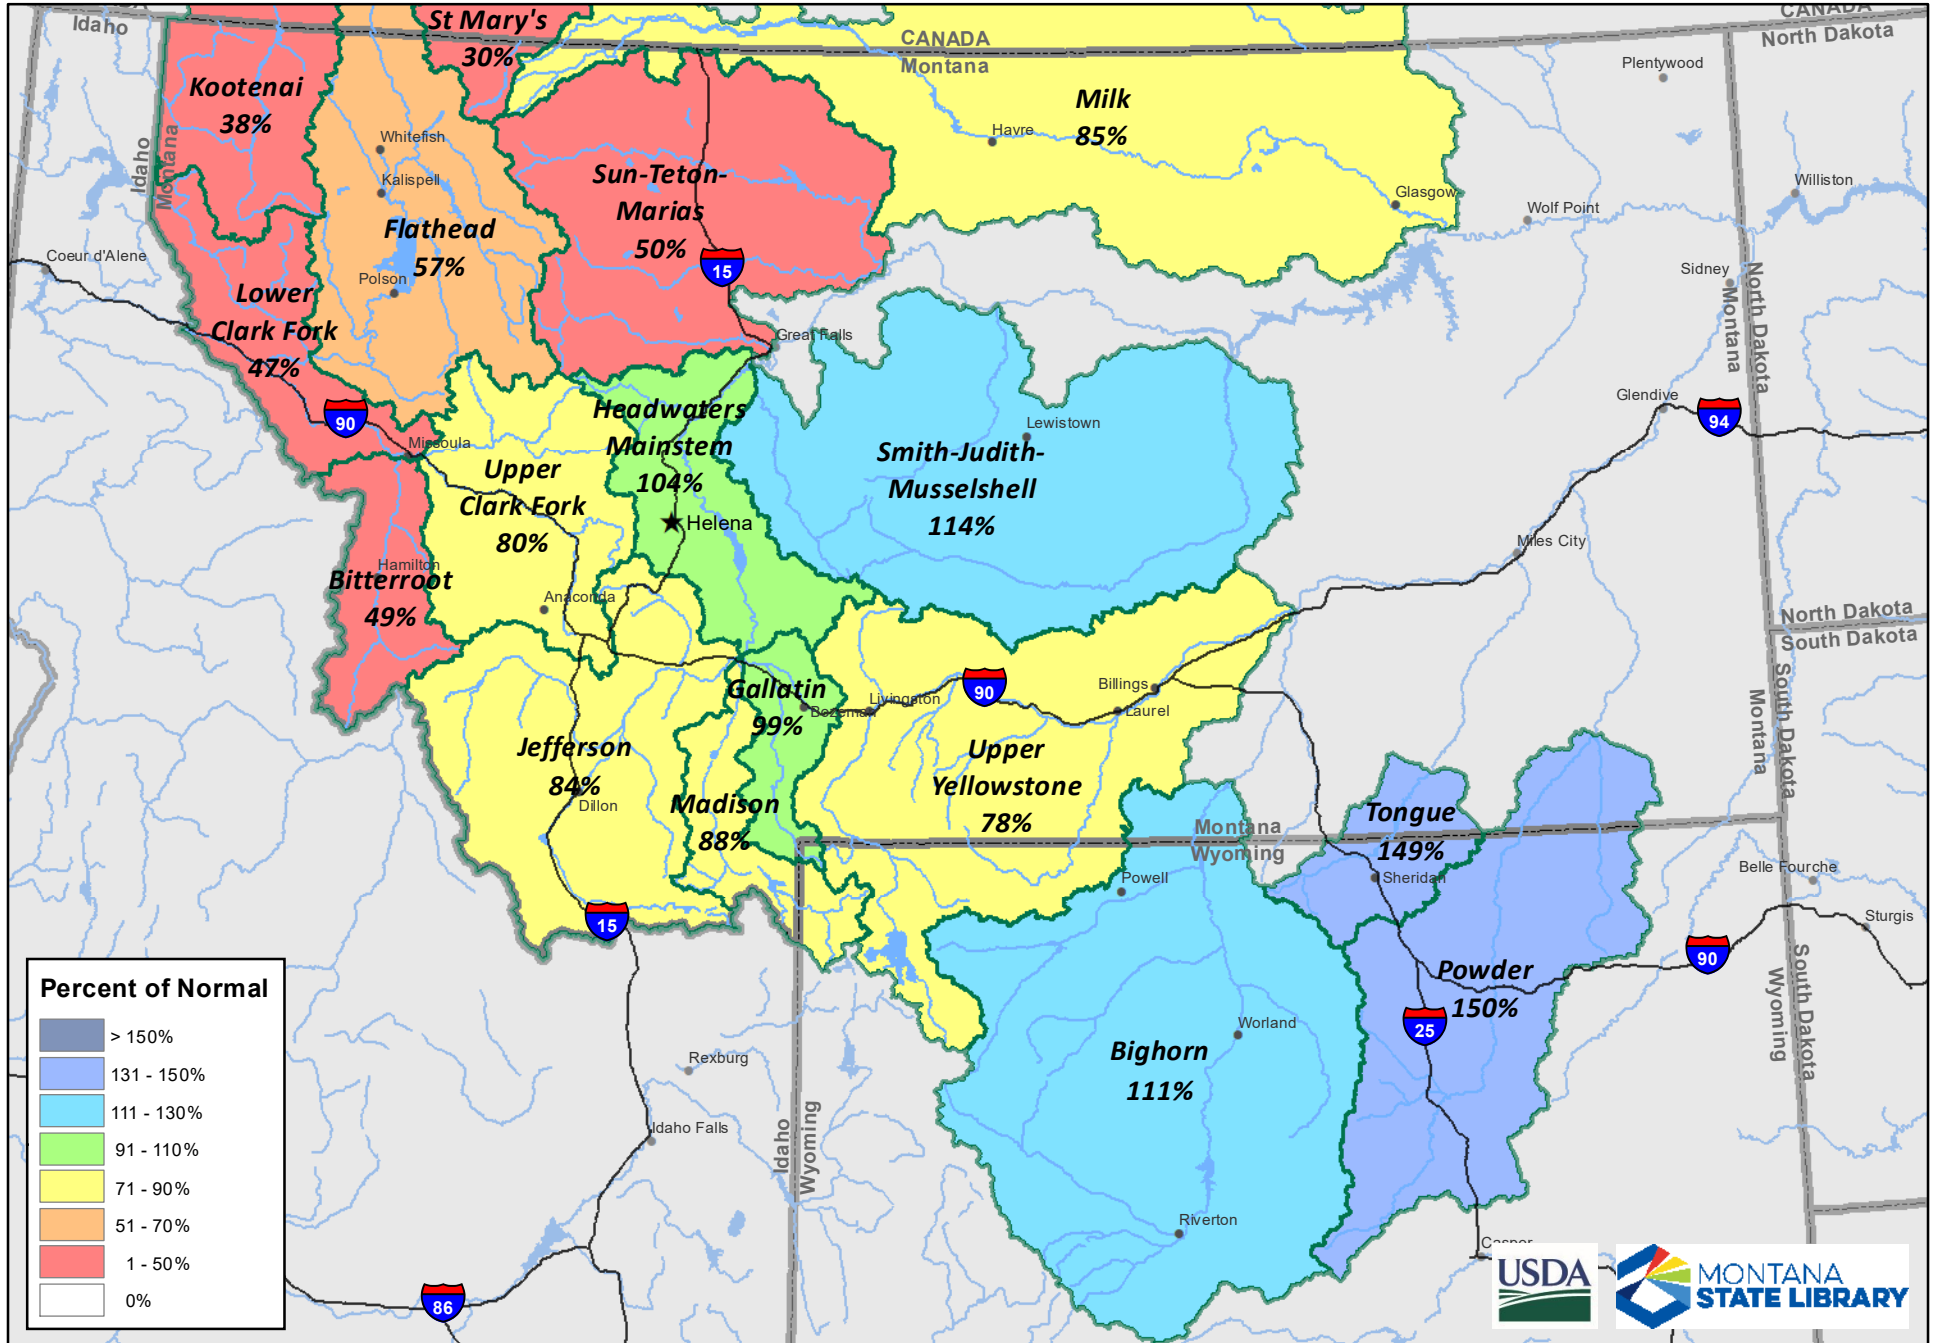 CANADA
Idaho
St Mary's
30%
CANADA
Montana
CANADA
North Dakota
Kootenai
38%
Plentywood
Milk
85%
Havre
Whitefish
Idaho
Montana
Kalispell
Sun-Teton-
Marias
50%
15
Glasgow
Williston
Wolf Point
Flathead
57%
Coeur d'Alene
Polson
Sidney
Montana
North Dakota
Lower
Clark Fork
47%
Great Falls
90
Headwaters
Mainstem
104%
Lewistown
Glendive
94
Missoula
Smith-Judith-
Musselshell
114%
Upper
Clark Fork
80%
Helena
Miles City
Hamilton
Bitterroot
49%
Anaconda
North Dakota
South Dakota
Gallatin
99%
Bozeman
Livingston
90
Billings
Laurel
Montana
South Dakota
Jefferson
84%
Dillon
Upper
Yellowstone
78%
Madison
88%
Tongue
149%
Montana
Wyoming
Sheridan
Powell
Belle Fourche
Sturgis
15
90
Powder
150%
25
Wyoming
South Dakota
Worland
Bighorn
111%
Rexburg
Idaho Falls
Idaho
Wyoming
Riverton
Casper
86
Percent of Normal
> 150%
131 - 150%
111 - 130%
91 - 110%
71 - 90%
51 - 70%
1 - 50%
0%
USDA
MONTANA
STATE LIBRARY